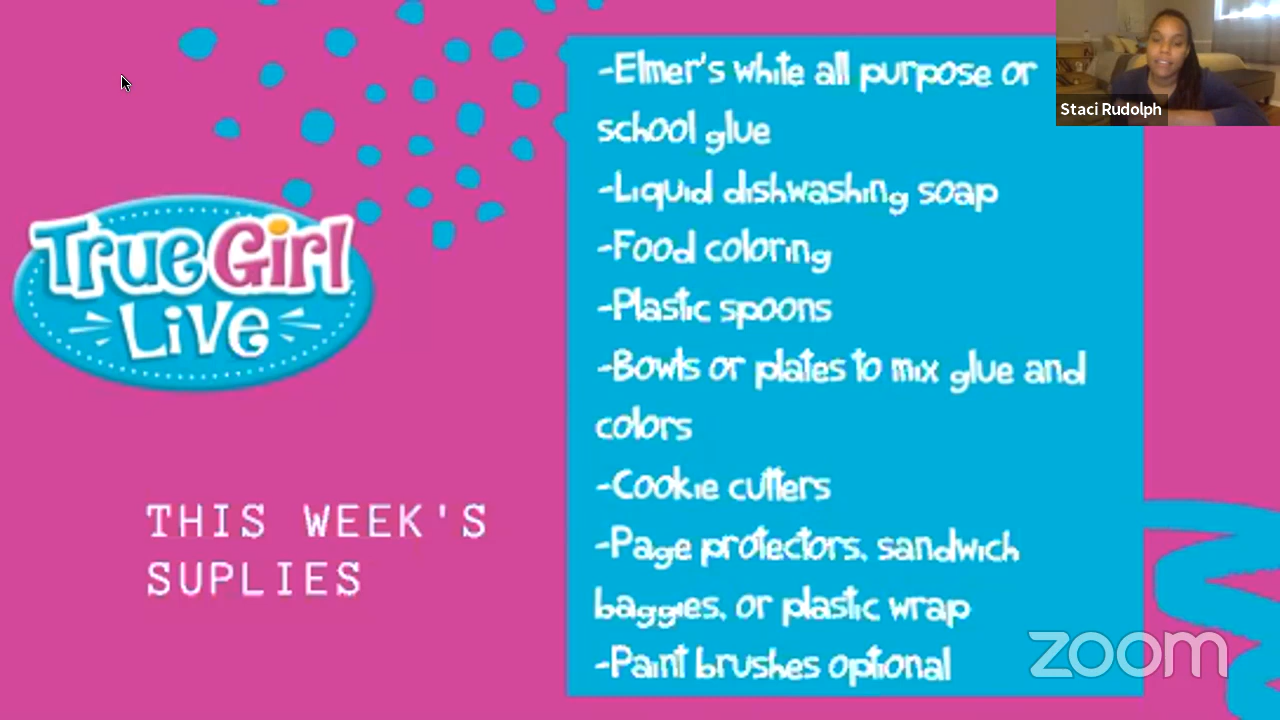 -Elmer's white all purpose or
school glue
-Liquid dishwashing soap
-Food coloring
-Plastic spoons
-Bowls or plates to mix glue and
colors
-Cookie cutters
-Page protectors, sandwich
baggies, or plastic wrap
-Paint brushes optional
Staci Rudolph
TrueGirl
LiVe
THIS WEEK'S
SUPLIES
zoom